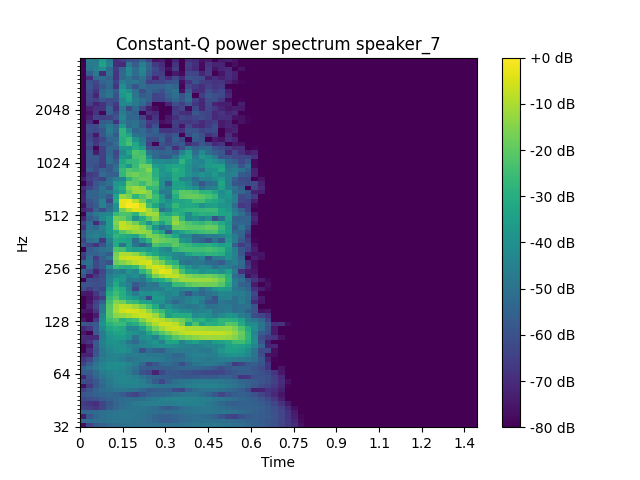 Constant-Q power spectrum speaker_7
Hz
2048
1024
512
256
128
64
32
0 0.15 0.3 0.45 0.6 0.75 0.9 1.1 1.2 1.4
Time
+0 dB
-10 dB
-20 dB
-30 dB
-40 dB
-50 dB
-60 dB
-70 dB
-80 dB